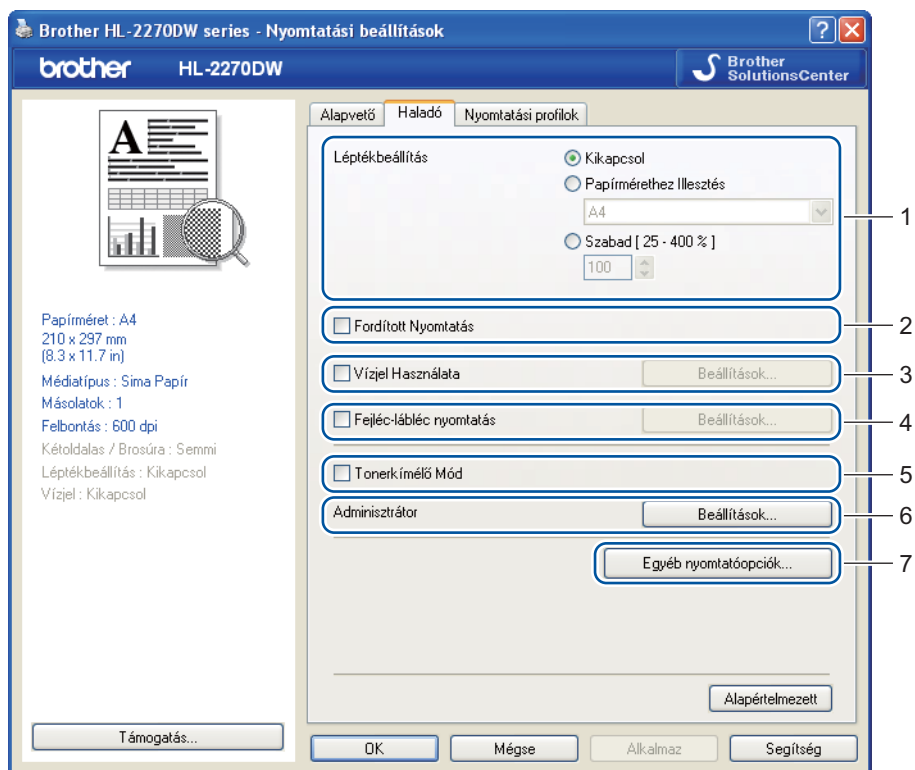 Brother HL-2270DW series - Nyomtatási beállítások
brother HL-2270DW
Brother
SolutionsCenter
Alapvető Haladó Nyomtatási profilok
A
Léptékbeállítás
Kikapcsol
Papírmérethez Illesztés
A4
Szabad [ 25 - 400 % ]
100
1
Fordított Nyomtatás
2
Vízjel Használata Beállítások...
3
Fejléc-lábléc nyomtatás Beállítások...
4
Tonerkímélő Mód
5
Adminisztrátor Beállítások...
6
Egyéb nyomtatóopciók...
7
Papírméret : A4
210 x 297 mm
(8.3 x 11.7 in)
Médiatípus : Sima Papír
Másolatok : 1
Felbontás : 600 dpi
Kétoldalas / Brosúra : Semmi
Léptékbeállítás : Kikapcsol
Vízjel : Kikapcsol
Alapértelmezett
Támogatás...
OK Mégse Alkalmaz Segítség